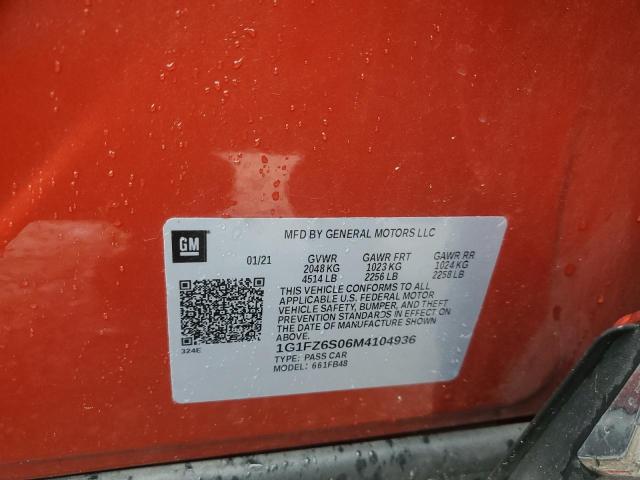 MFD BY GENERAL MOTORS LLC
GM
01/21 GVWR GAWR FRT GAWR RR
2048 KG 1023 KG 1024 KG
4514 LB 2256 LB 2258 LB
THIS VEHICLE CONFORMS TO ALL
APPLICABLE U.S. FEDERAL MOTOR
VEHICLE SAFETY, BUMPER, AND THEFT
PREVENTION STANDARDS IN EFFECT ON
THE DATE OF MANUFACTURE SHOWN
ABOVE.
1G1FZ6S06M4104936
TYPE: PASS CAR
MODEL: 661FB48
324E